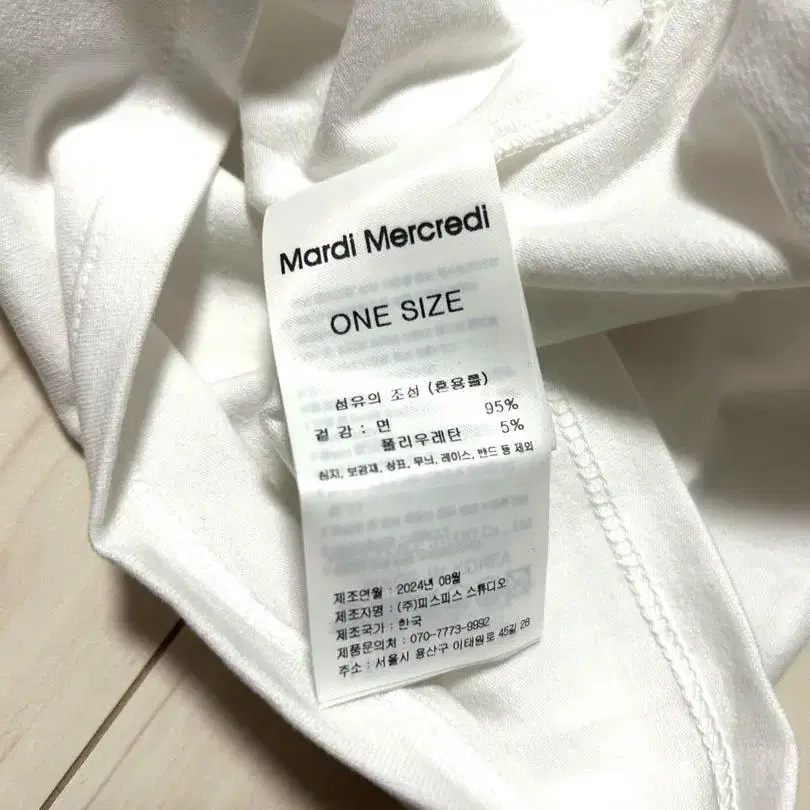 Mardi Mercredi
ONE SIZE
섬유의 조성 (혼용률)
겉 감 : 면 95%
폴리우레탄 5%
심지, 보강재, 상표, 무늬, 레이스, 밴드 등 제외
제조연월 : 2024년 08월
제조자명 : (주)피스피스 스튜디오
제조국가 : 한국
제품문의처 : 070-7773-9992
주소 : 서울시 용산구 이태원로 45길 26